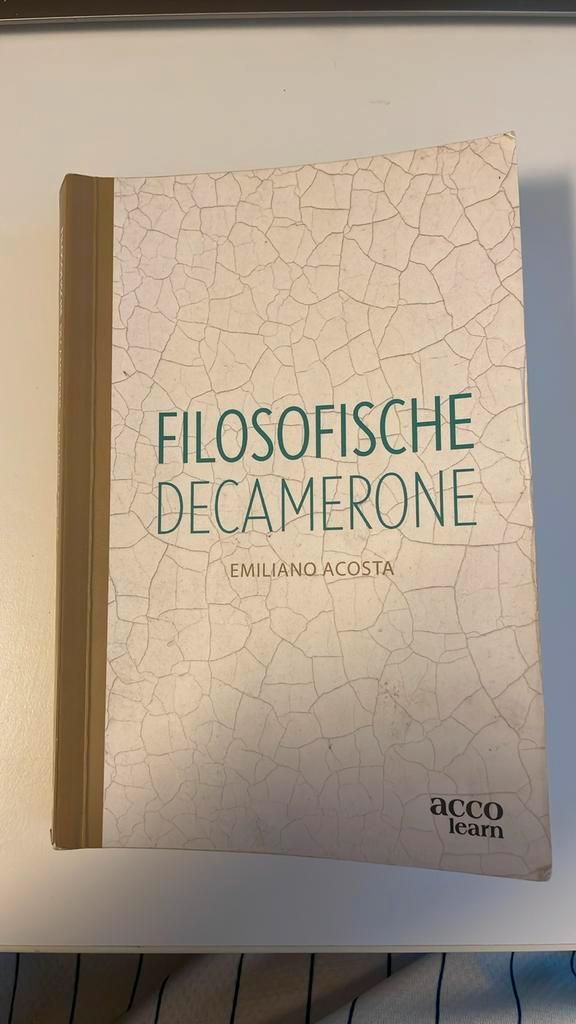 FILOSOFISCHE
DECAMERONE
EMILIANO ACOSTA
acco
learn